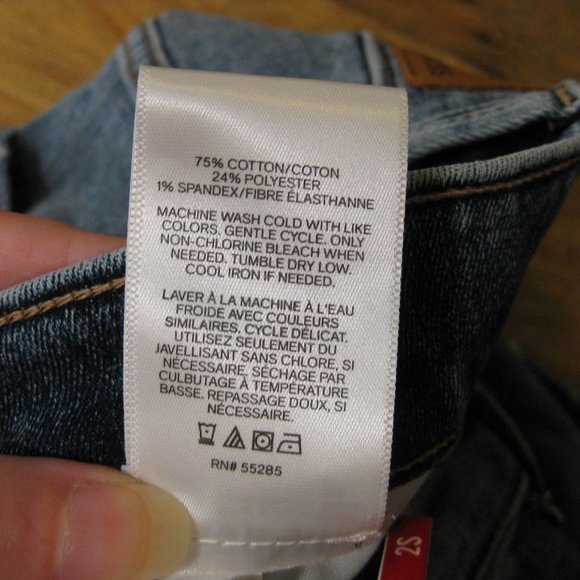 75% COTTON/COTON
24% POLYESTER
1% SPANDEX/FIBRE ÉLASTHANNE
MACHINE WASH COLD WITH LIKE
COLORS. GENTLE CYCLE. ONLY
NON-CHLORINE BLEACH WHEN
NEEDED. TUMBLE DRY LOW.
COOL IRON IF NEEDED.
LAVER À LA MACHINE À L'EAU
FROIDE AVEC COULEURS
SIMILAIRES. CYCLE DÉLICAT.
UTILISEZ SEULEMENT DU
JAVELLISANT SANS CHLORE, SI
NÉCESSAIRE. SÉCHAGE PAR
CULBUTAGE À TEMPÉRATURE
BASSE. REPASSAGE DOUX, SI
NÉCESSAIRE.
RN# 55285
2S